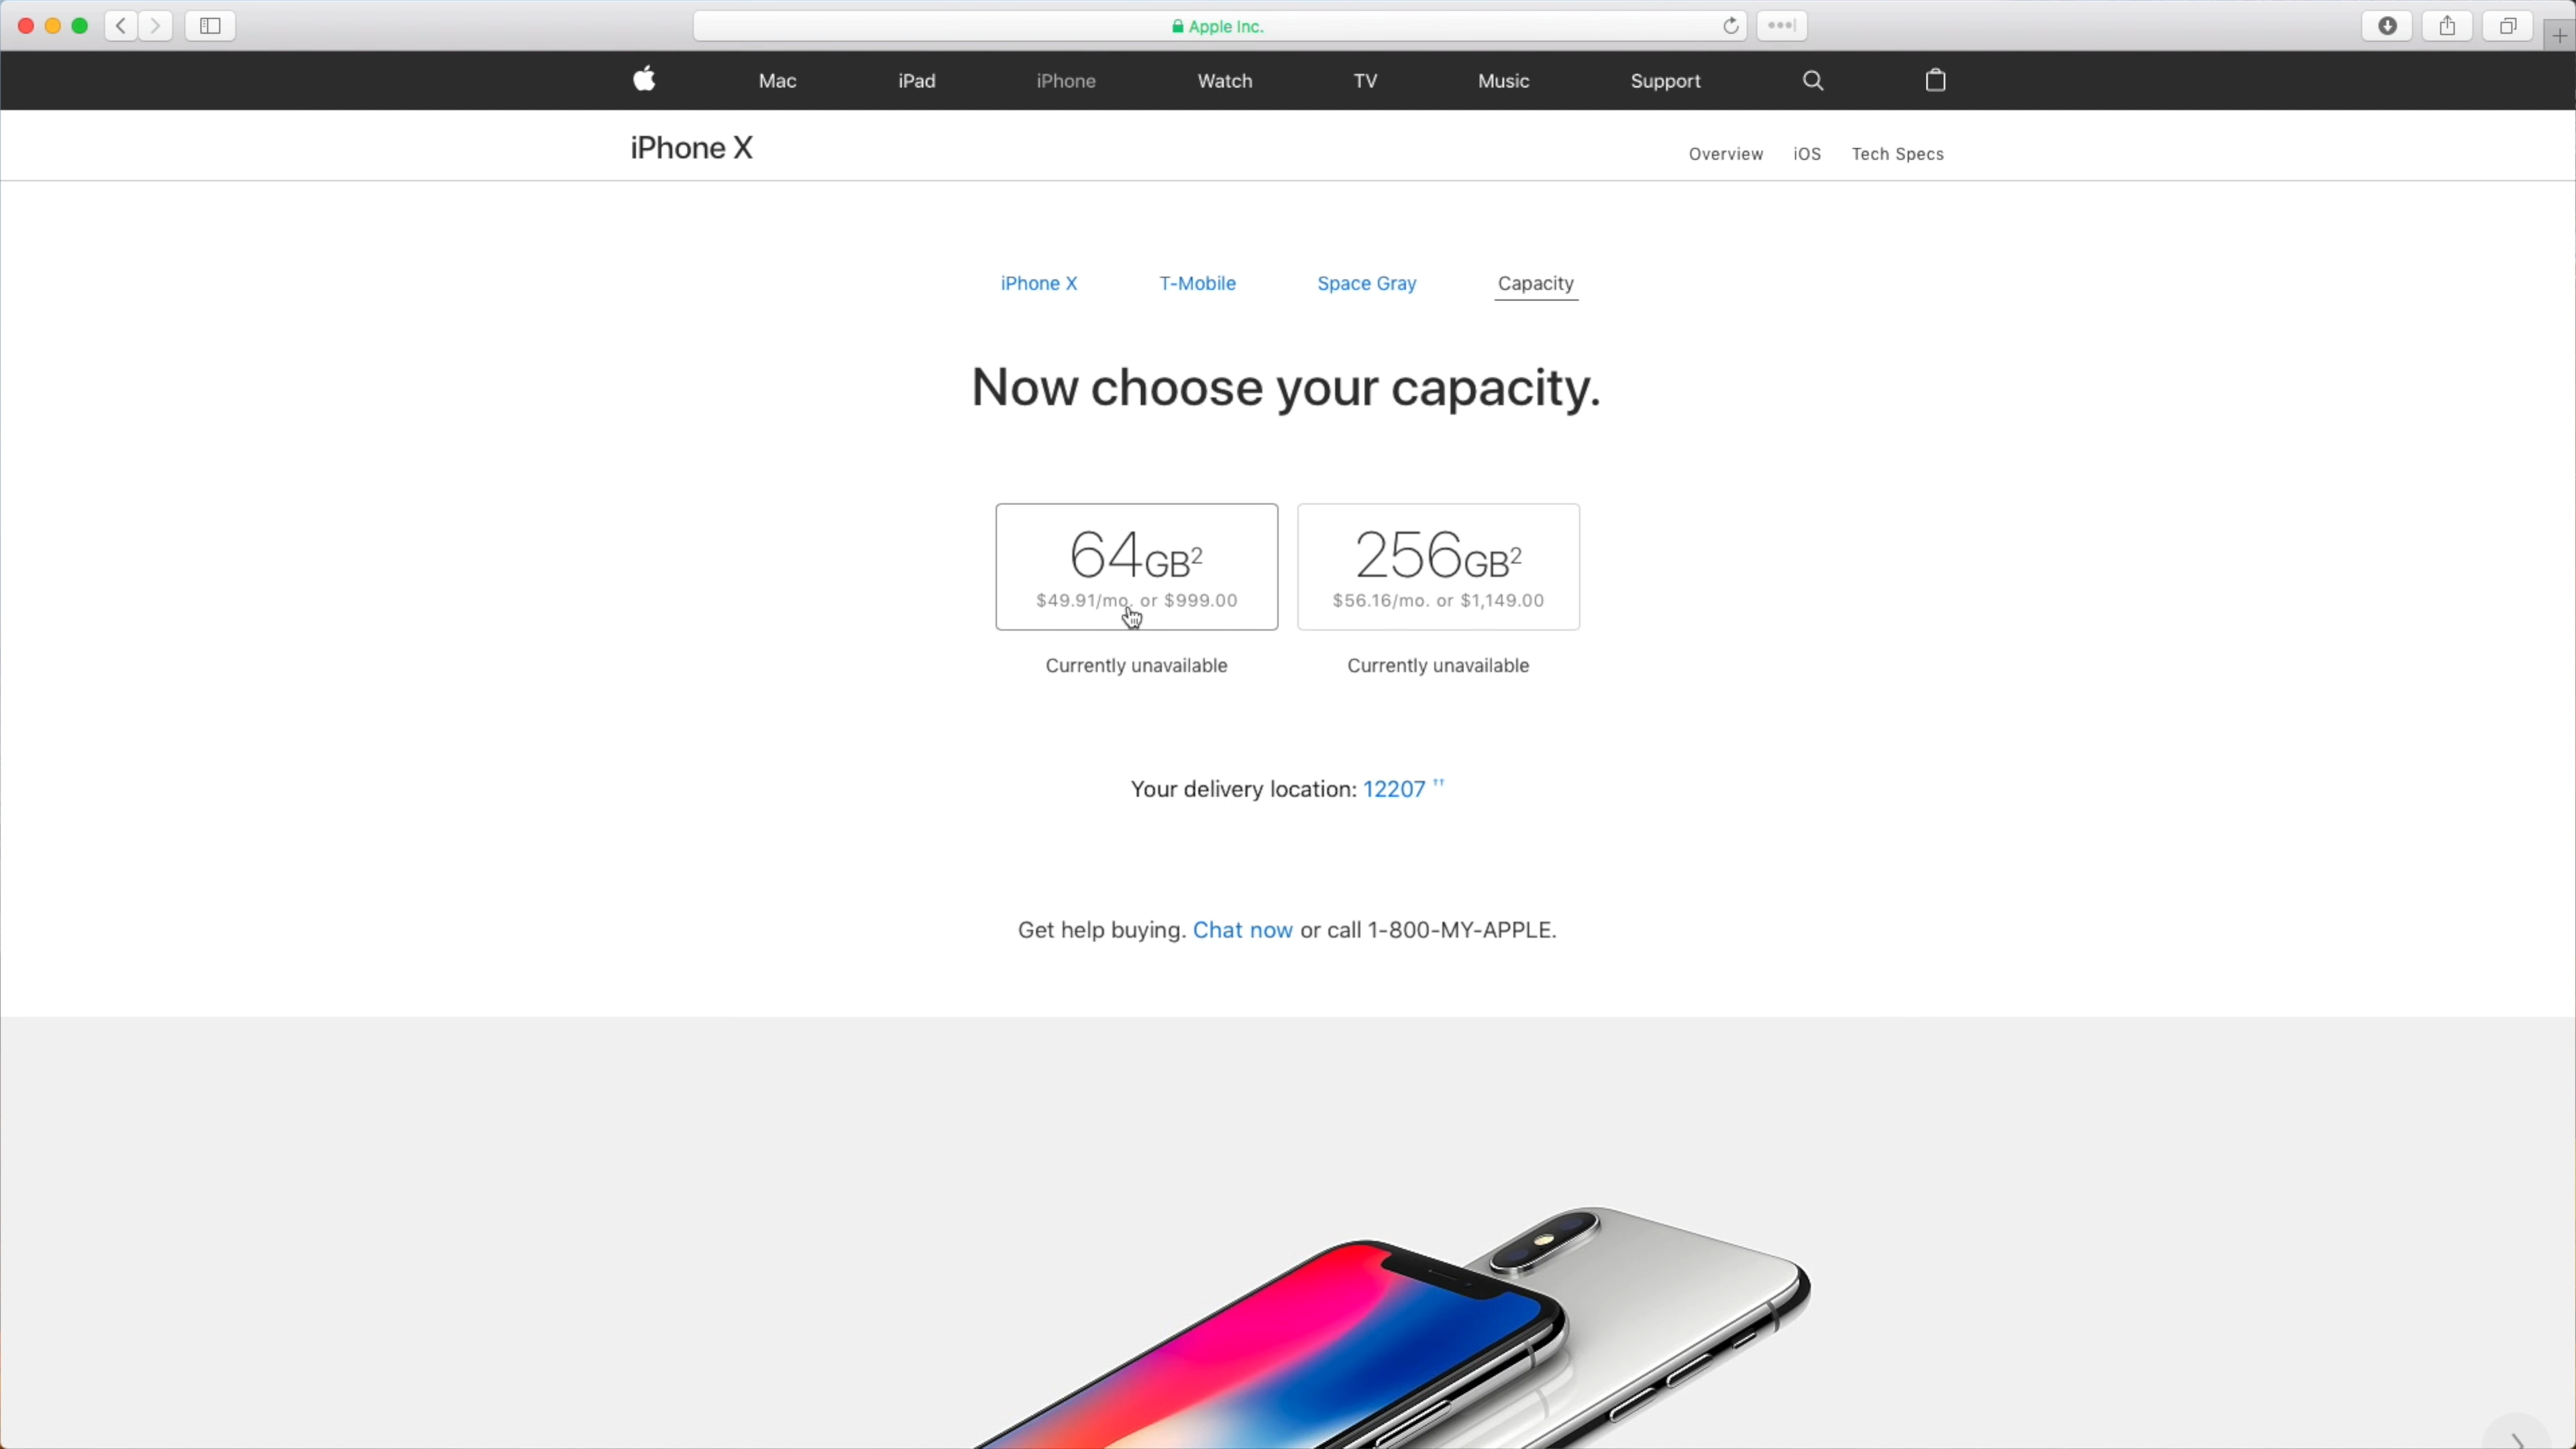 Apple Inc.
Mac iPad iPhone Watch TV Music Support
iPhone X
Overview iOS Tech Specs
iPhone X T-Mobile Space Gray Capacity
Now choose your capacity.
64GB² 256GB²
$49.91/mo. or $999.00 $56.16/mo. or $1,149.00
Currently unavailable Currently unavailable
Your delivery location: 12207 ††
Get help buying. Chat now or call 1-800-MY-APPLE.